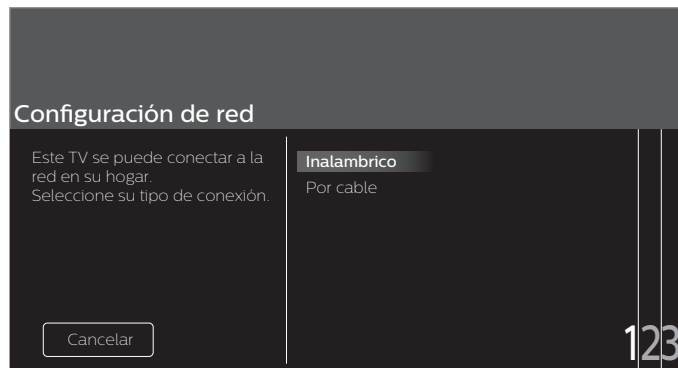 Configuración de red
Este TV se puede conectar a la
red en su hogar.
Seleccione su tipo de conexión.
Inalambrico
Por cable
Cancelar
123